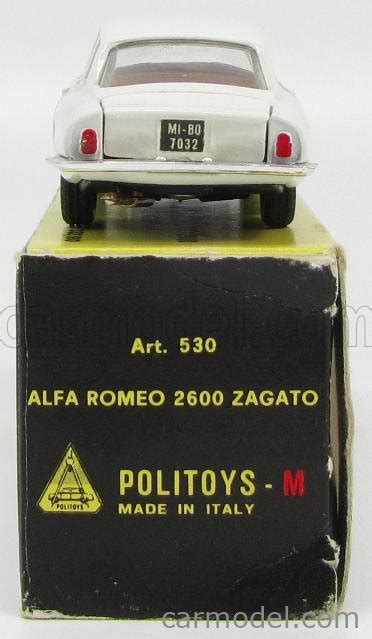 MI-BO
7032
carmodel.com
Art. 530
ALFA ROMEO 2600 ZAGATO
POLITOYS
POLITOYS - M
MADE IN ITALY
carmodel.com